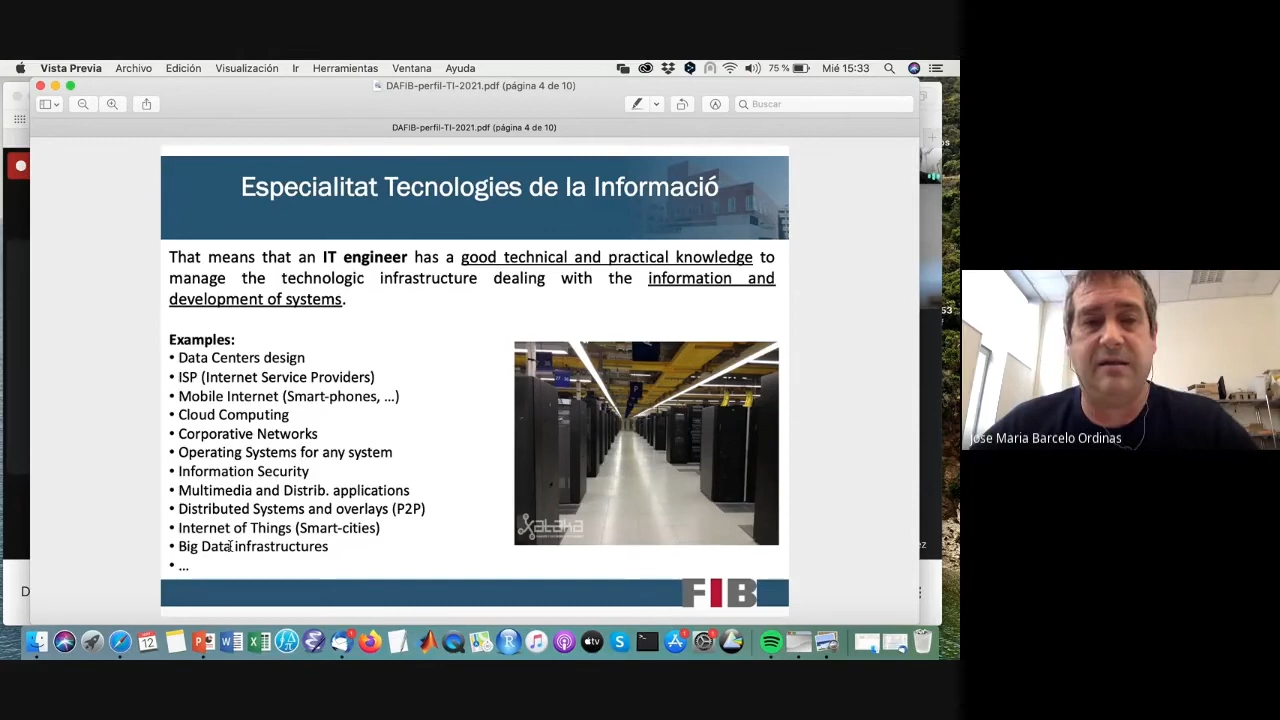 Vista Previa Archivo Edición Visualización Ir Herramientas Ventana Ayuda 75 % Mié 15:33
DAFIB-perfil-TI-2021.pdf (página 4 de 10)
Buscar
DAFIB-perfil-TI-2021.pdf (página 4 de 10)
Especialitat Tecnologies de la Informació
That means that an IT engineer has a good technical and practical knowledge to
manage the technologic infrastructure dealing with the information and
development of systems.
Examples:
• Data Centers design
• ISP (Internet Service Providers)
• Mobile Internet (Smart-phones, ...)
• Cloud Computing
• Corporative Networks
• Operating Systems for any system
• Information Security
• Multimedia and Distrib. applications
• Distributed Systems and overlays (P2P)
• Internet of Things (Smart-cities)
• Big Data infrastructures
• ...
xataka
FIB
Jose Maria Barcelo Ordinas